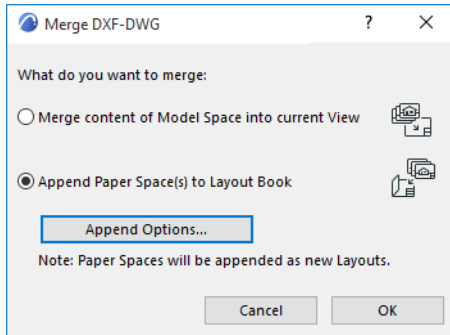 Merge DXF-DWG
What do you want to merge:
Merge content of Model Space into current View
Append Paper Space(s) to Layout Book
Append Options...
Note: Paper Spaces will be appended as new Layouts.
Cancel OK